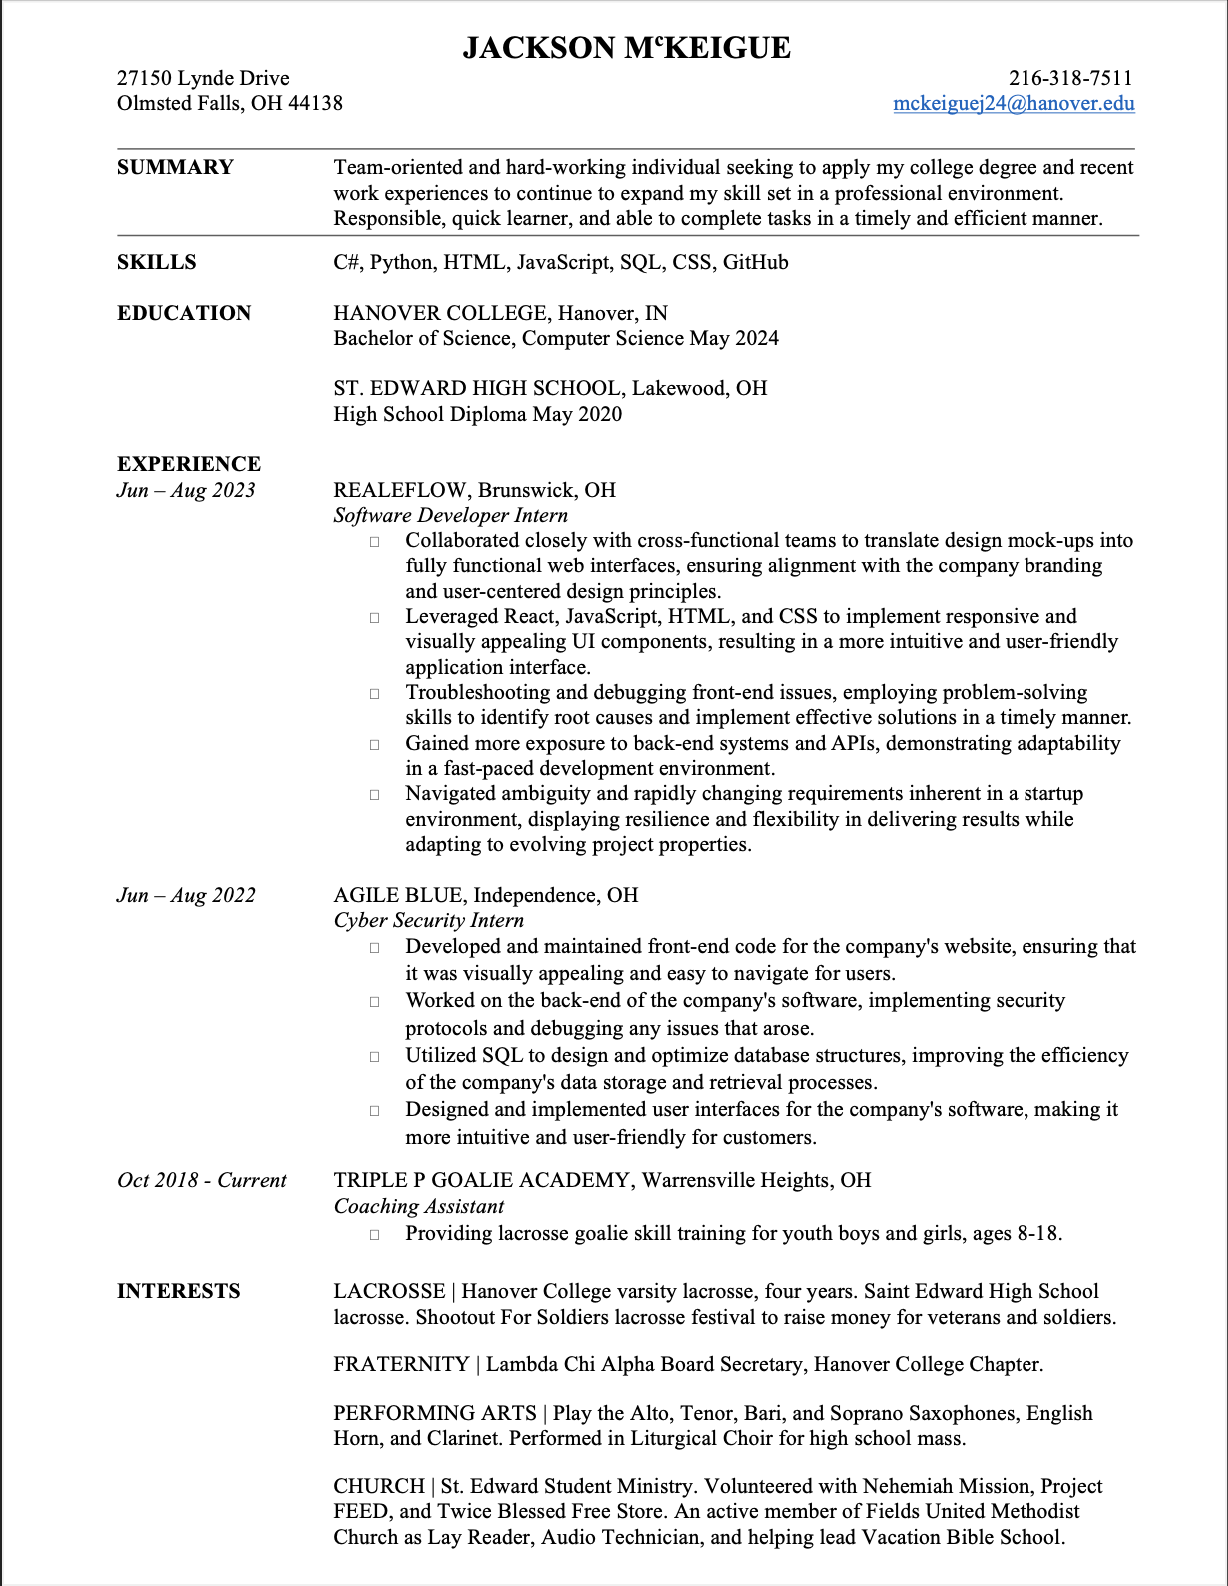 JACKSON McKEIGUE
27150 Lynde Drive 216-318-7511
Olmsted Falls, OH 44138 mckeiguej24@hanover.edu
SUMMARY Team-oriented and hard-working individual seeking to apply my college degree and recent
work experiences to continue to expand my skill set in a professional environment.
Responsible, quick learner, and able to complete tasks in a timely and efficient manner.
SKILLS C#, Python, HTML, JavaScript, SQL, CSS, GitHub
EDUCATION HANOVER COLLEGE, Hanover, IN
Bachelor of Science, Computer Science May 2024
ST. EDWARD HIGH SCHOOL, Lakewood, OH
High School Diploma May 2020
EXPERIENCE
Jun – Aug 2023 REALEFLOW, Brunswick, OH
Software Developer Intern
Collaborated closely with cross-functional teams to translate design mock-ups into
fully functional web interfaces, ensuring alignment with the company branding
and user-centered design principles.
Leveraged React, JavaScript, HTML, and CSS to implement responsive and
visually appealing UI components, resulting in a more intuitive and user-friendly
application interface.
Troubleshooting and debugging front-end issues, employing problem-solving
skills to identify root causes and implement effective solutions in a timely manner.
Gained more exposure to back-end systems and APIs, demonstrating adaptability
in a fast-paced development environment.
Navigated ambiguity and rapidly changing requirements inherent in a startup
environment, displaying resilience and flexibility in delivering results while
adapting to evolving project properties.
Jun – Aug 2022 AGILE BLUE, Independence, OH
Cyber Security Intern
Developed and maintained front-end code for the company's website, ensuring that
it was visually appealing and easy to navigate for users.
Worked on the back-end of the company's software, implementing security
protocols and debugging any issues that arose.
Utilized SQL to design and optimize database structures, improving the efficiency
of the company's data storage and retrieval processes.
Designed and implemented user interfaces for the company's software, making it
more intuitive and user-friendly for customers.
Oct 2018 - Current TRIPLE P GOALIE ACADEMY, Warrensville Heights, OH
Coaching Assistant
Providing lacrosse goalie skill training for youth boys and girls, ages 8-18.
INTERESTS LACROSSE | Hanover College varsity lacrosse, four years. Saint Edward High School
lacrosse. Shootout For Soldiers lacrosse festival to raise money for veterans and soldiers.
FRATERNITY | Lambda Chi Alpha Board Secretary, Hanover College Chapter.
PERFORMING ARTS | Play the Alto, Tenor, Bari, and Soprano Saxophones, English
Horn, and Clarinet. Performed in Liturgical Choir for high school mass.
CHURCH | St. Edward Student Ministry. Volunteered with Nehemiah Mission, Project
FEED, and Twice Blessed Free Store. An active member of Fields United Methodist
Church as Lay Reader, Audio Technician, and helping lead Vacation Bible School.